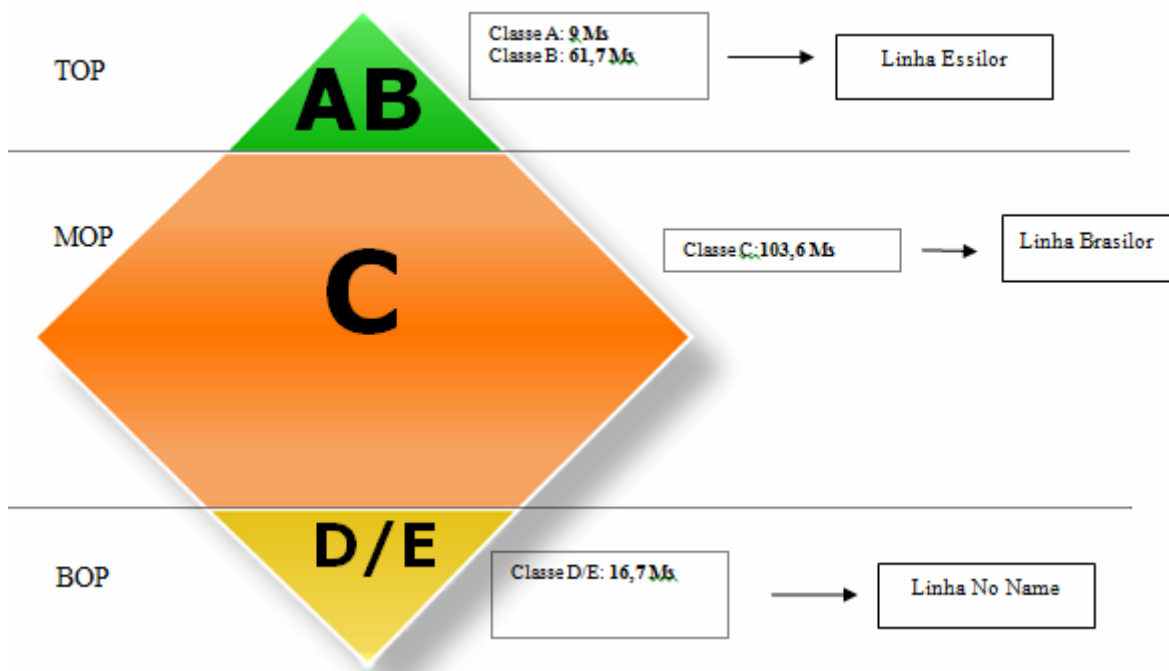 TOP
AB
Classe A: 9 Ms
Classe B: 61,7 Ms
Linha Essilor
MOP
C
Classe C:103,6 Ms
Linha Brasilor
BOP
D/E
Classe D/E: 16,7 Ms
Linha No Name